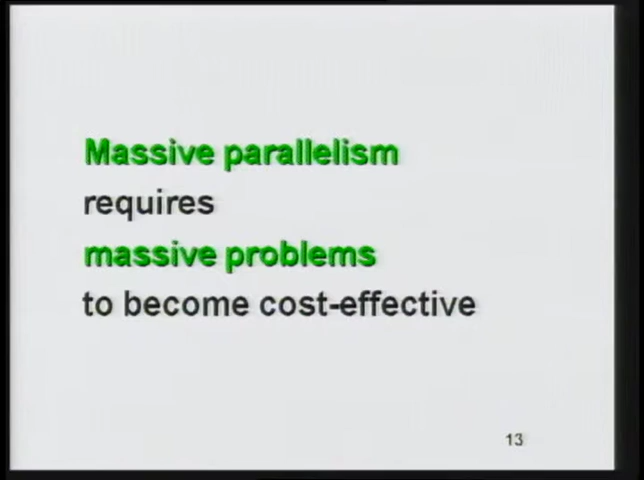 Massive parallelism
requires
massive problems
to become cost-effective
13